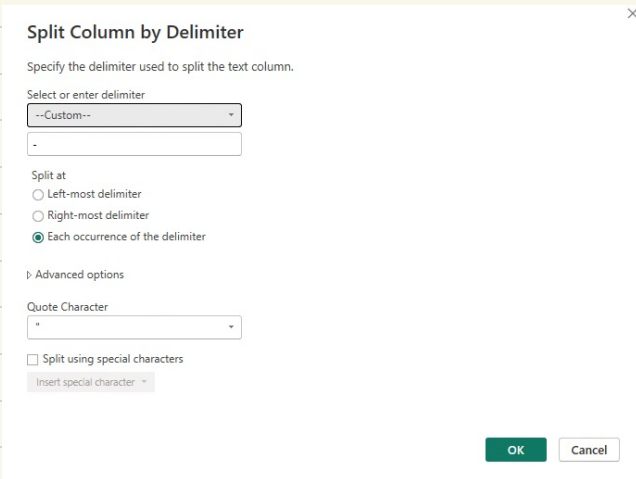 Split Column by Delimiter
Specify the delimiter used to split the text column.
Select or enter delimiter
--Custom--
-
Split at
Left-most delimiter
Right-most delimiter
Each occurrence of the delimiter
Advanced options
Quote Character
"
Split using special characters
Insert special character
OK Cancel